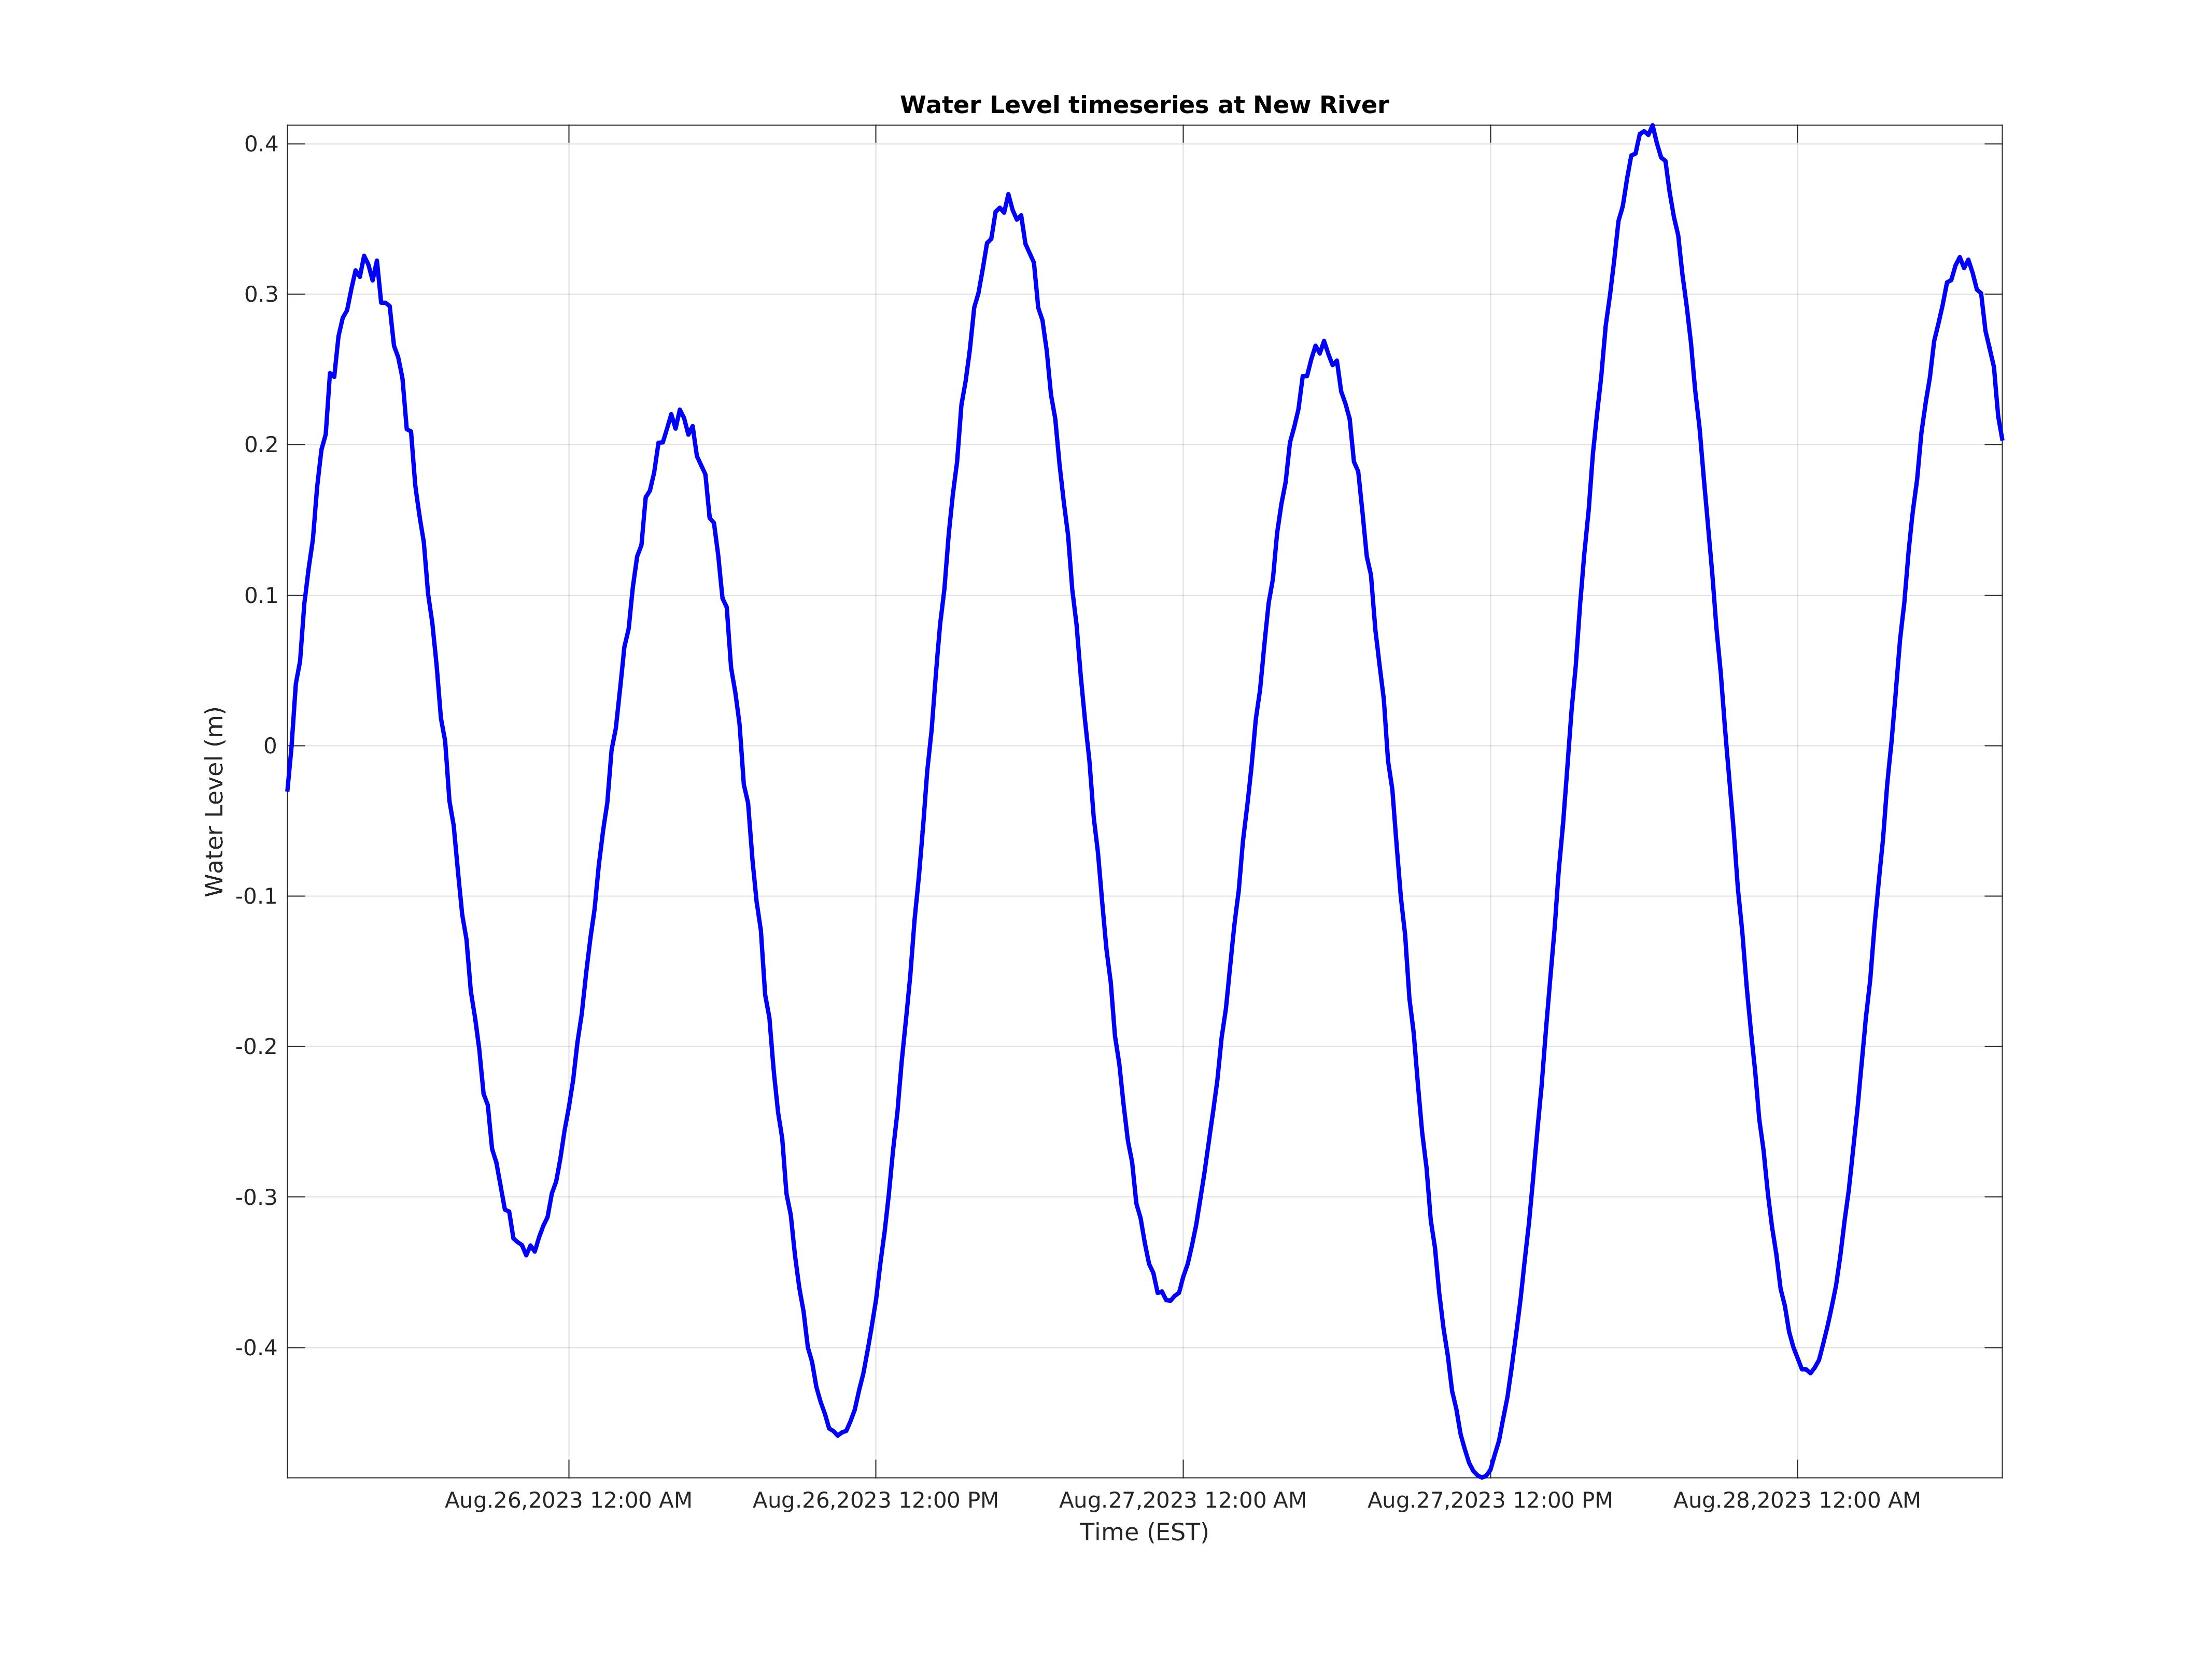 Water Level timeseries at New River
0.4
0.3
0.2
0.1
0
-0.1
-0.2
-0.3
-0.4
Water Level (m)
Aug.26,2023 12:00 AM Aug.26,2023 12:00 PM Aug.27,2023 12:00 AM Aug.27,2023 12:00 PM Aug.28,2023 12:00 AM
Time (EST)